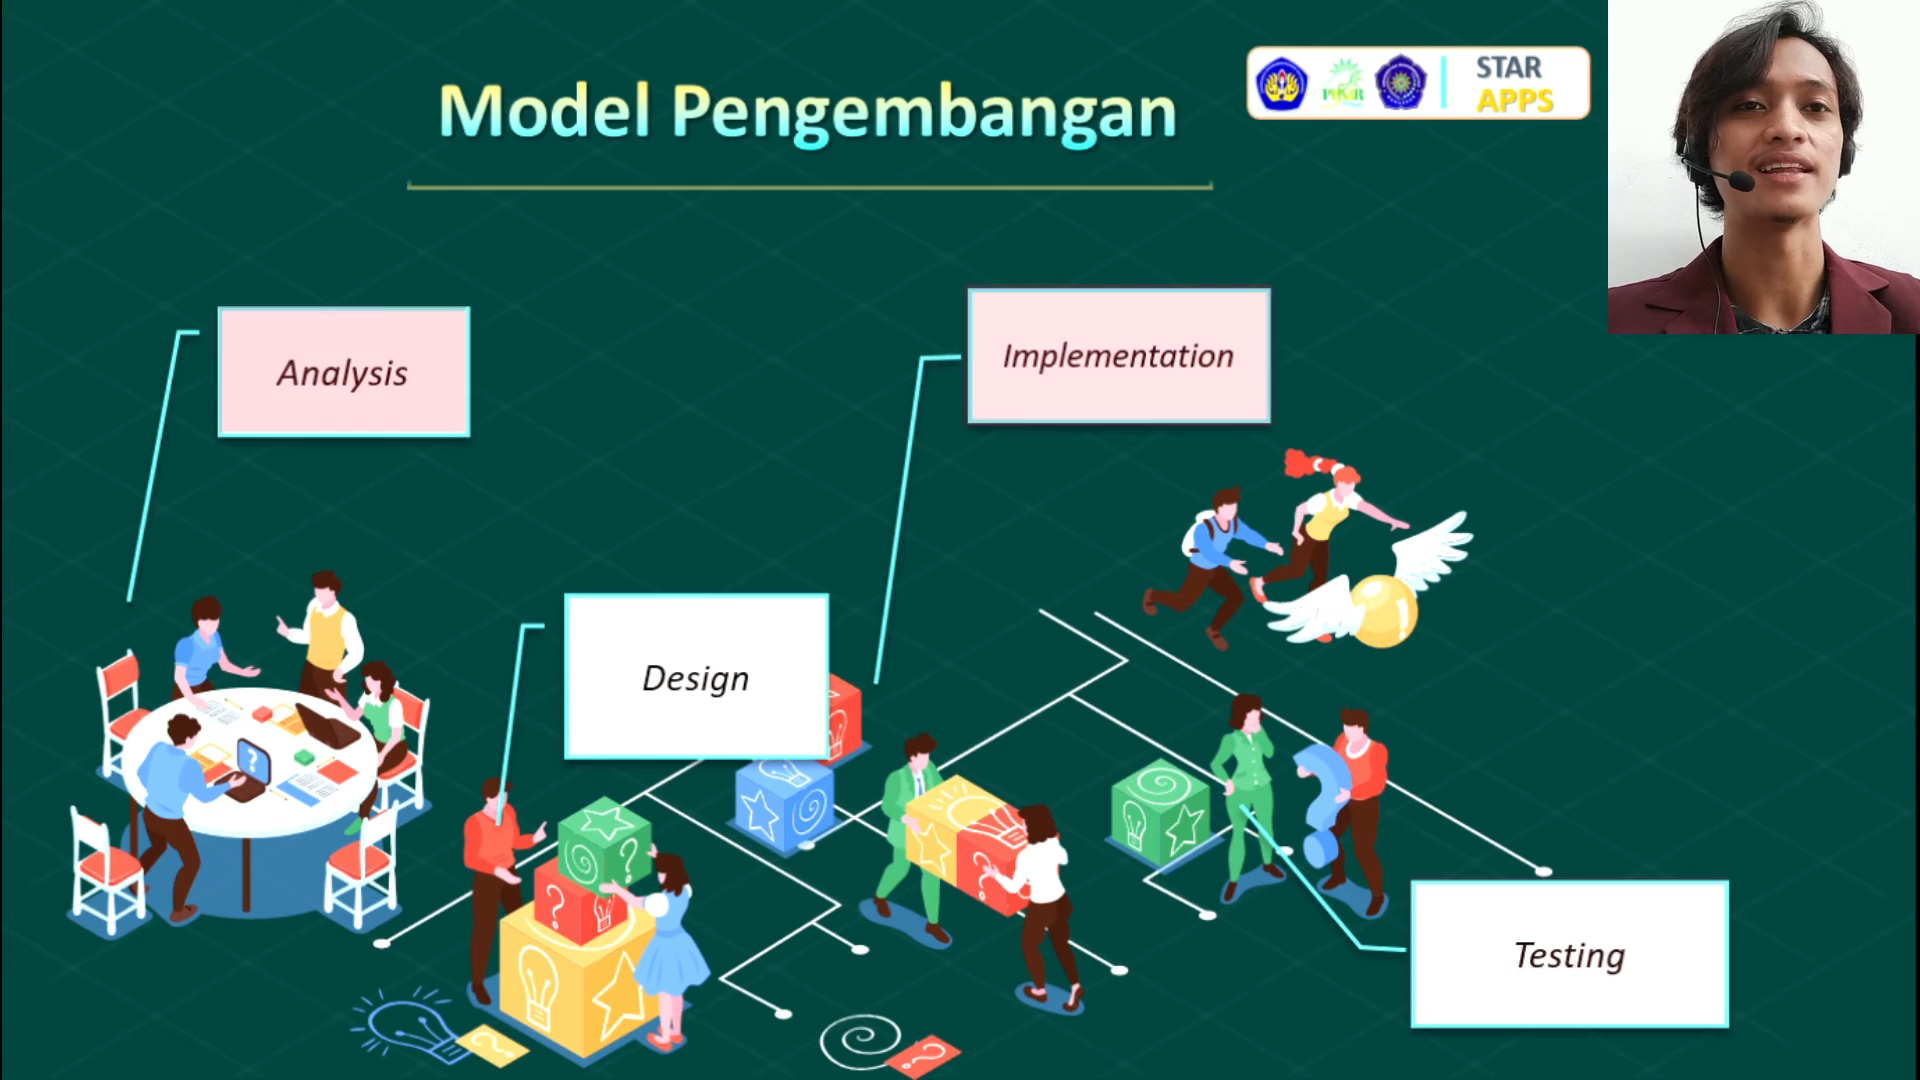 Model Pengembangan
STAR
APPS
Analysis
Implementation
Design
Testing